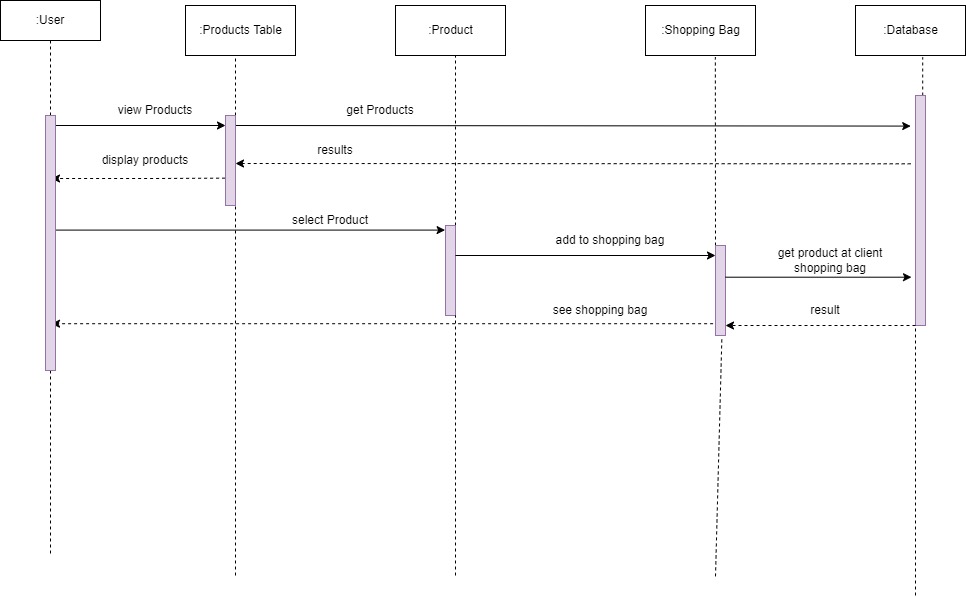 :User
:Products Table
:Product
:Shopping Bag
:Database
view Products
get Products
results
display products
select Product
add to shopping bag
get product at client
shopping bag
see shopping bag
result